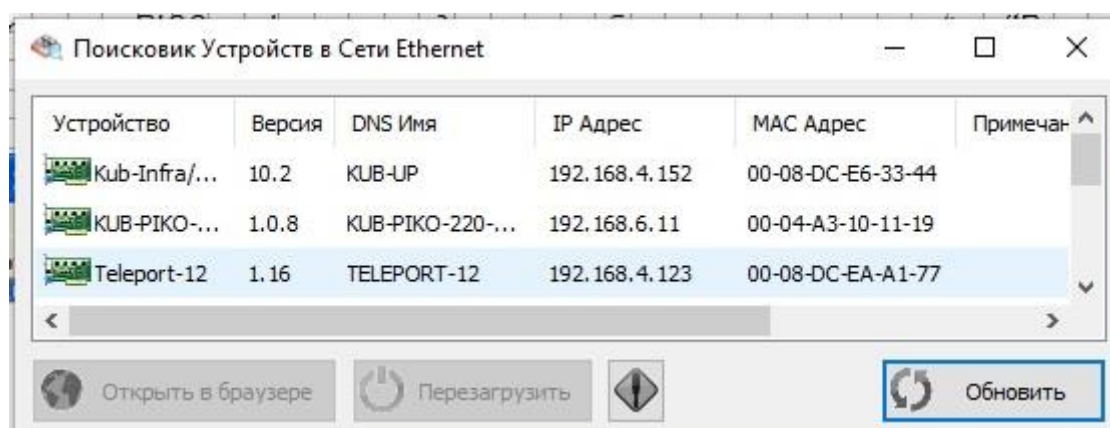 Поисковик Устройств в Сети Ethernet
Устройство Версия DNS Имя IP Адрес MAC Адрес Примечан
Kub-Infra/... 10.2 KUB-UP 192.168.4.152 00-08-DC-E6-33-44
KUB-PIKO-... 1.0.8 KUB-PIKO-220-... 192.168.6.11 00-04-A3-10-11-19
Teleport-12 1.16 TELEPORT-12 192.168.4.123 00-08-DC-EA-A1-77
Открыть в браузере Перезагрузить Обновить